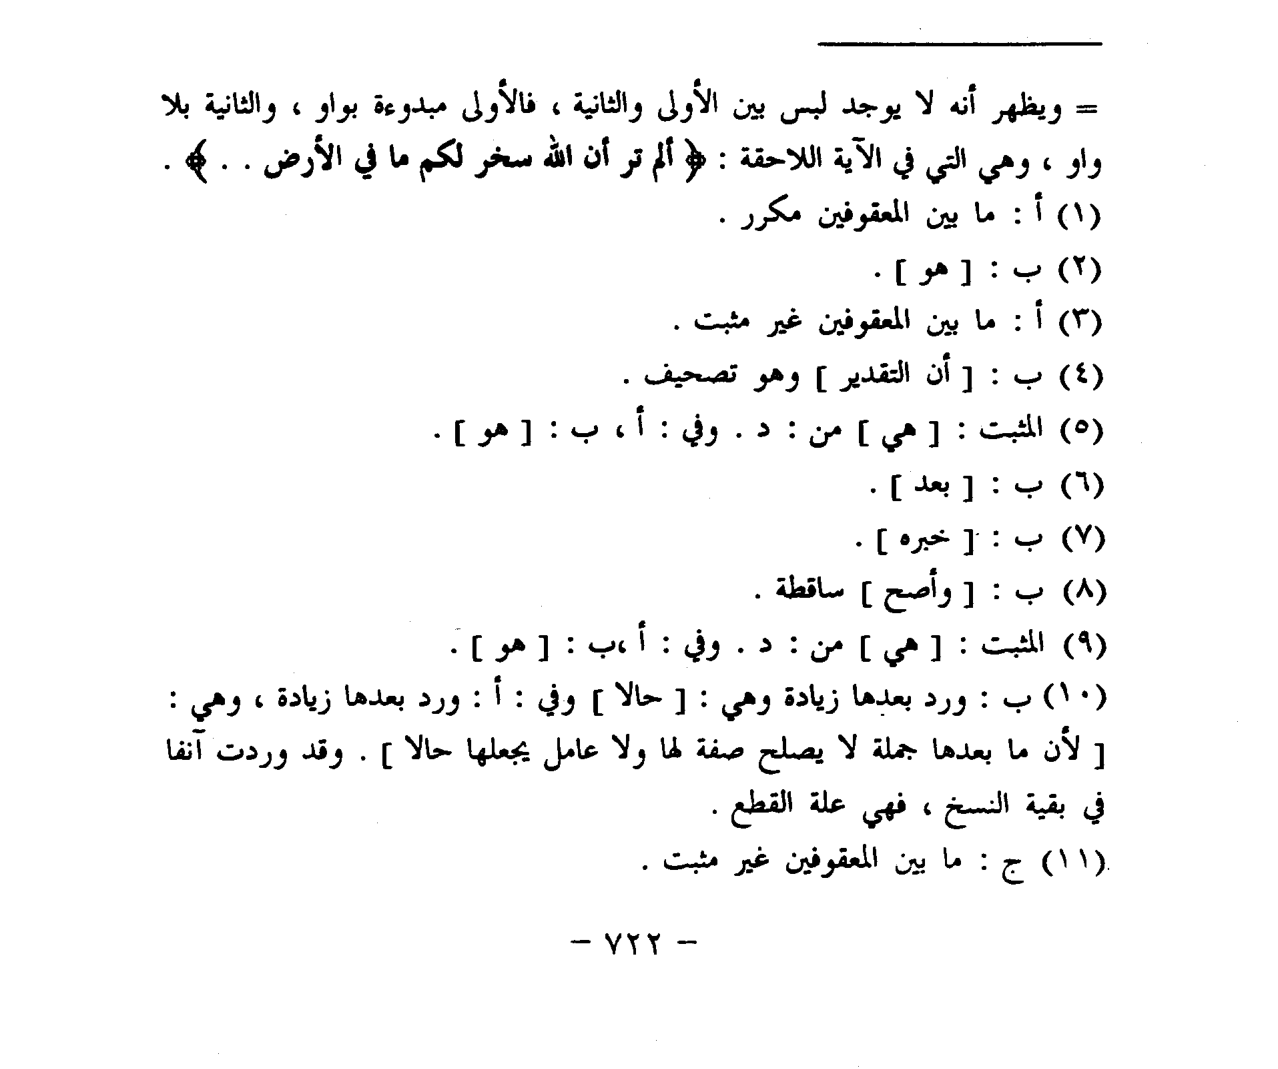 = ويظهر أنه لا يوجد لبس بين الأولى والثانية ، فالأولى مبدوءة بواو ، والثانية بلا
واو ، وهي التي في الآية اللاحقة : ﴿ ألم تر أن الله سخر لكم ما في الأرض . . ﴾ .
(١) أ : ما بين المعقوفين مكرر .
(٢) ب : [ هو ] .
(٣) أ : ما بين المعقوفين غير مثبت .
(٤) ب : [ أن التقدير ] وهو تصحيف .
(٥) المثبت : [ هي ] من : د . وفي : أ ، ب : [ هو ] .
(٦) ب : [ بعد ] .
(٧) ب : [ خبره ] .
(٨) ب : [ وأصح ] ساقطة .
(٩) المثبت : [ هي ] من : د . وفي : أ ،ب : [ هو ] .
(١٠) ب : ورد بعدها زيادة وهي : [ حالا ] وفي : أ : ورد بعدها زيادة ، وهي :
[ لأن ما بعدها جملة لا يصلح صفة لها ولا عامل يجعلها حالا ] . وقد وردت آنفا
في بقية النسخ ، فهي علة القطع .
(١١) ج : ما بين المعقوفين غير مثبت .
– ٧٢٢ –